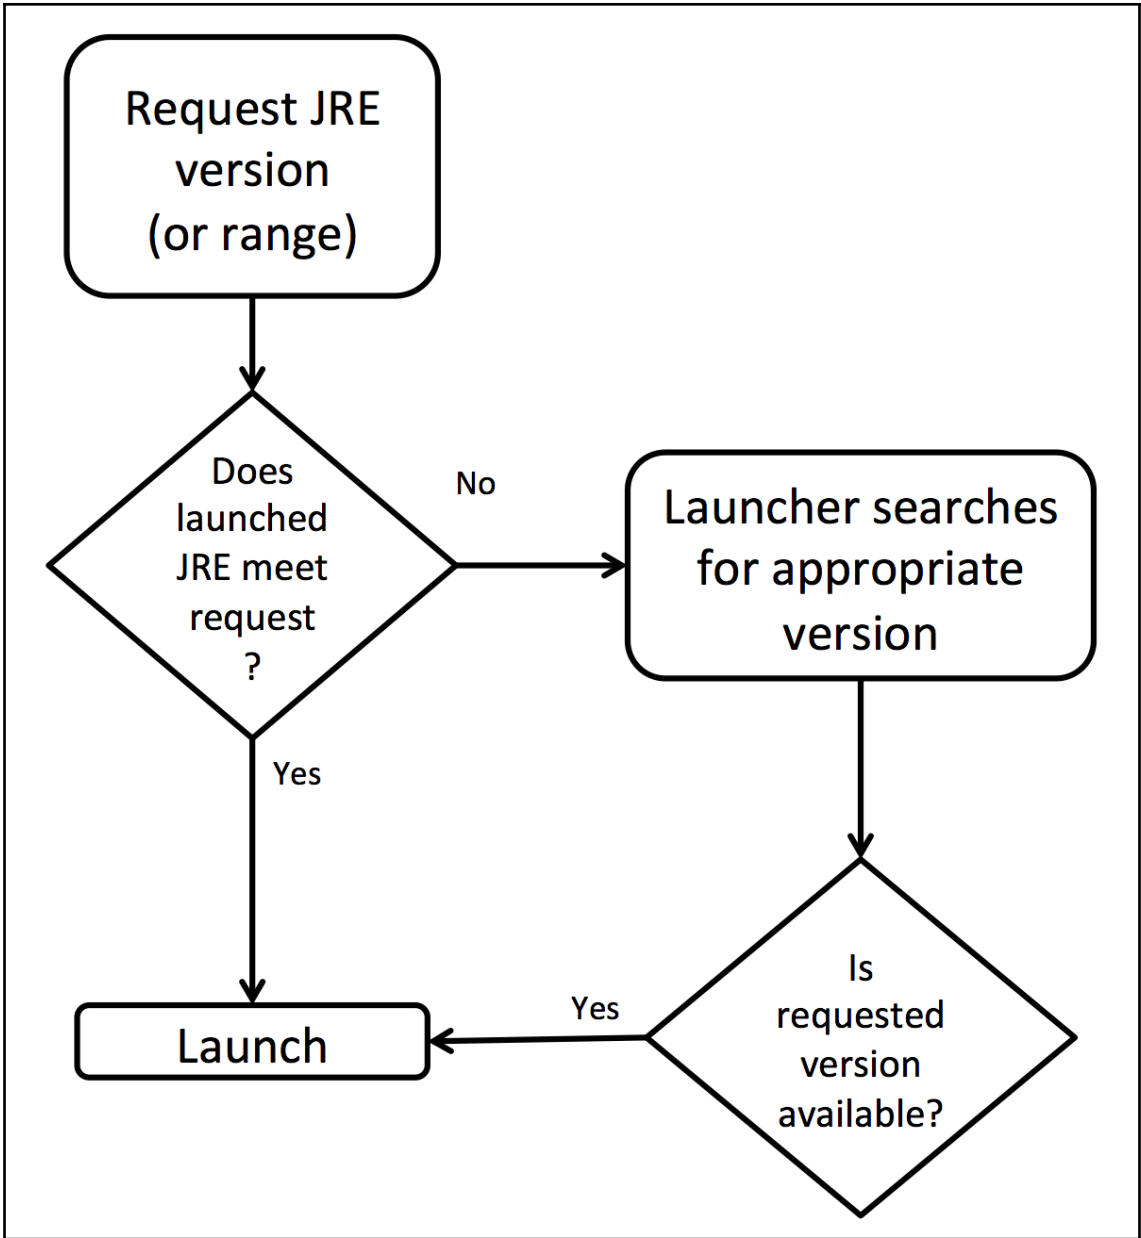 Request JRE
version
(or range)
Does
launched
JRE meet
request
?
No
Launcher searches
for appropriate
version
Yes
Is
requested
version
available?
Yes
Launch